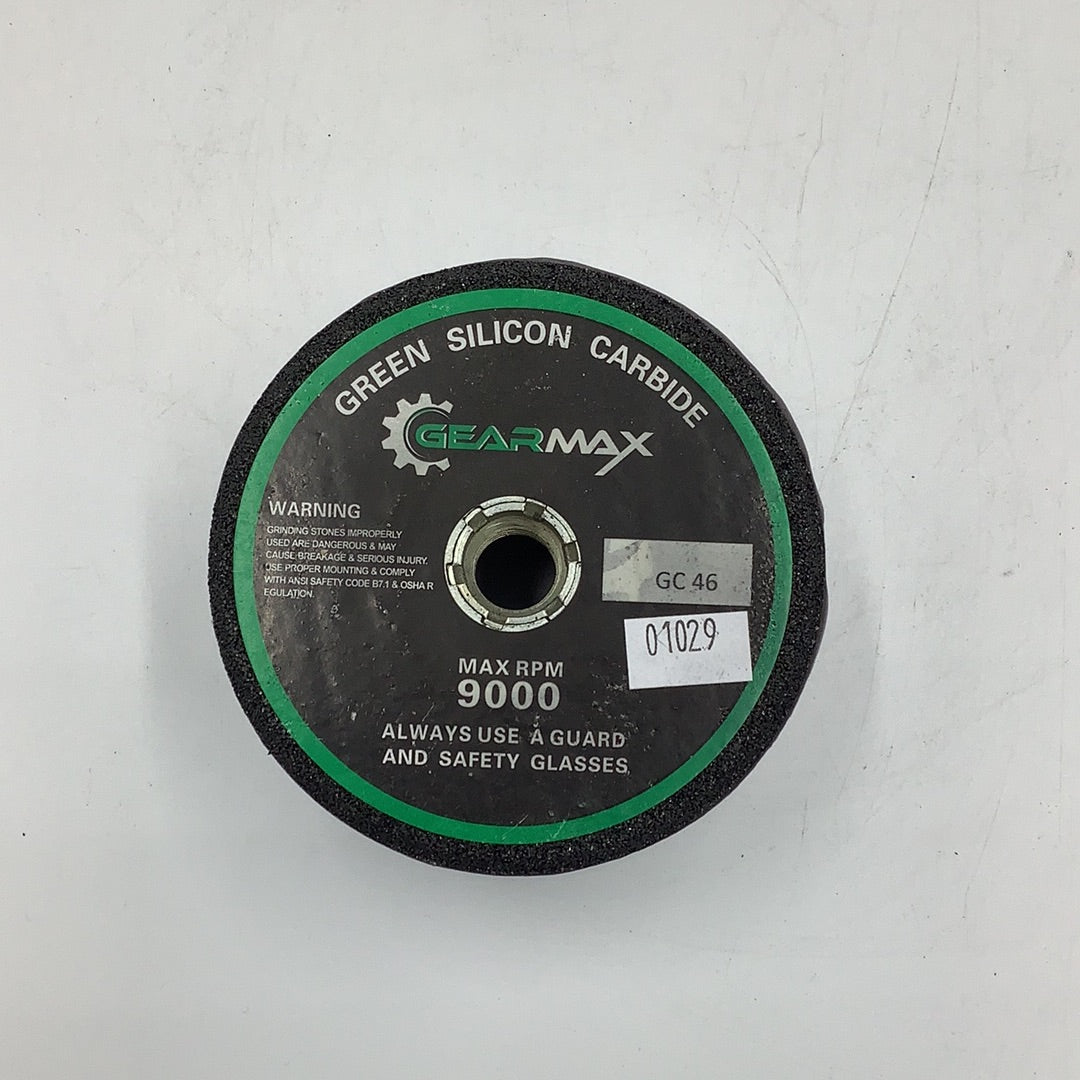 GREEN SILICON CARBIDE
GEARMAX
WARNING
GRINDING STONES IMPROPERLY
USED ARE DANGEROUS & MAY
CAUSE BREAKAGE & SERIOUS INJURY.
USE PROPER MOUNTING & COMPLY
WITH ANSI SAFETY CODE B7.1 & OSHA R
EGULATION.
GC 46
01029
MAX RPM
9000
ALWAYS USE A GUARD
AND SAFETY GLASSES